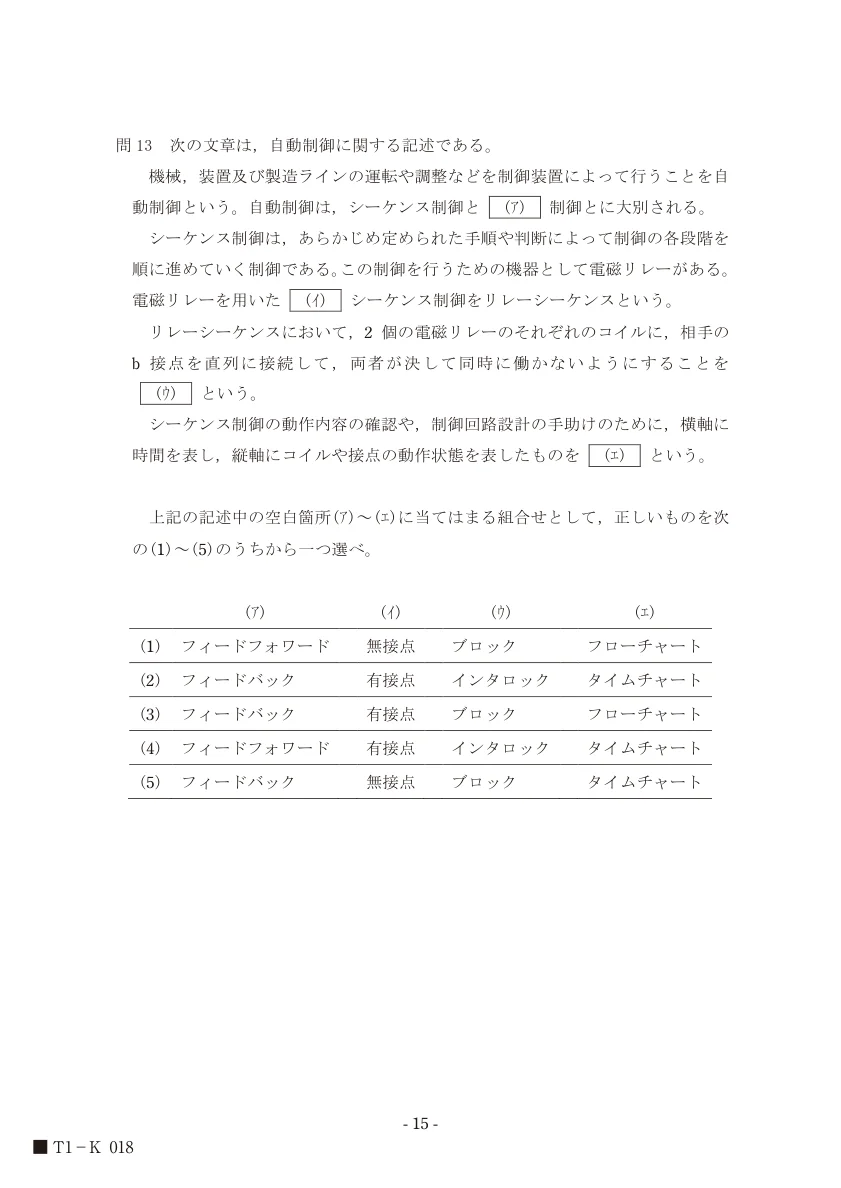 問 13　次の文章は，自動制御に関する記述である。
機械，装置及び製造ラインの運転や調整などを制御装置によって行うことを自
動制御という。自動制御は，シーケンス制御と (ｱ) 制御とに大別される。
シーケンス制御は，あらかじめ定められた手順や判断によって制御の各段階を
順に進めていく制御である。この制御を行うための機器として電磁リレーがある。
電磁リレーを用いた (ｲ) シーケンス制御をリレーシーケンスという。
リレーシーケンスにおいて，2 個の電磁リレーのそれぞれのコイルに，相手の
b 接点を直列に接続して，両者が決して同時に働かないようにすることを
(ｳ) という。
シーケンス制御の動作内容の確認や，制御回路設計の手助けのために，横軸に
時間を表し，縦軸にコイルや接点の動作状態を表したものを (ｴ) という。
上記の記述中の空白箇所(ｱ)～(ｴ)に当てはまる組合せとして，正しいものを次
の(1)～(5)のうちから一つ選べ。
(ｱ) (ｲ) (ｳ) (ｴ)
(1) フィードフォワード 無接点 ブロック フローチャート
(2) フィードバック 有接点 インタロック タイムチャート
(3) フィードバック 有接点 ブロック フローチャート
(4) フィードフォワード 有接点 インタロック タイムチャート
(5) フィードバック 無接点 ブロック タイムチャート
- 15 -
■ T1－K 018